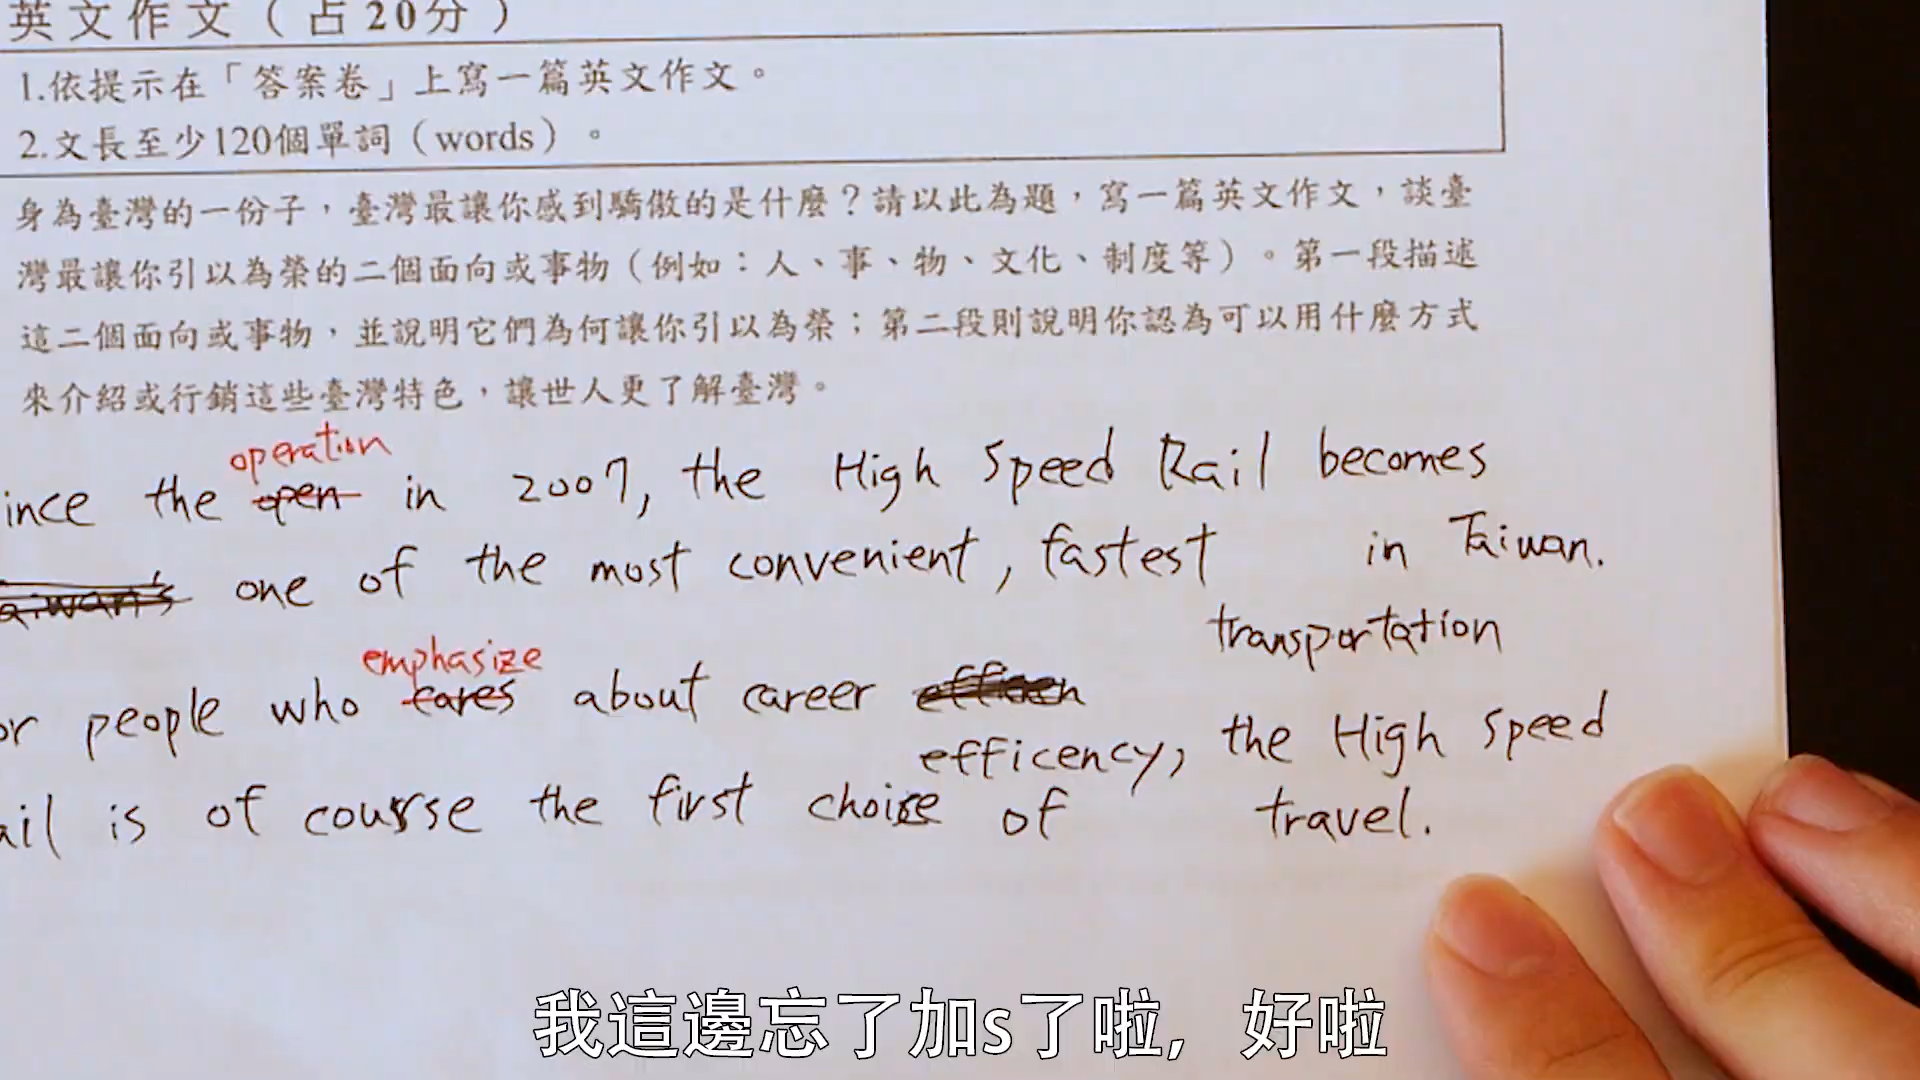 英文作文（占20分）
1.依提示在「答案卷」上寫一篇英文作文。
2.文長至少120個單詞（words）。
身為臺灣的一份子，臺灣最讓你感到驕傲的是什麼？請以此為題，寫一篇英文作文，談臺
灣最讓你引以為榮的二個面向或事物（例如：人、事、物、文化、制度等）。第一段描述
這二個面向或事物，並說明它們為何讓你引以為榮；第二段則說明你認為可以用什麼方式
來介紹或行銷這些臺灣特色，讓世人更了解臺灣。
operation
ince the open in 2007, the High Speed Rail becomes
aiwan's one of the most convenient, fastest in Taiwan.
transportation
emphasize
or people who cares about career efficen
efficency, the High Speed
ail is of course the first choice of travel.
我這邊忘了加s了啦，好啦